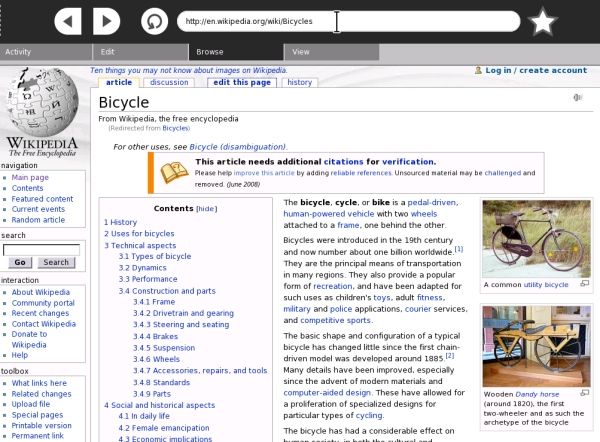 http://en.wikipedia.org/wiki/Bicycles
Activity
Edit
Browse
View
Ten things you may not know about images on Wikipedia.
Log in / create account
article
discussion
edit this page
history
Bicycle
From Wikipedia, the free encyclopedia
(Redirected from Bicycles)
For other uses, see Bicycle (disambiguation).
This article needs additional citations for verification.
Please help improve this article by adding reliable references. Unsourced material may be challenged and
removed. (June 2008)
WIKIPEDIA
The Free Encyclopedia
navigation
Main page
Contents
Featured content
Current events
Random article
search
Go
Search
interaction
About Wikipedia
Community portal
Recent changes
Contact Wikipedia
Donate to
Wikipedia
Help
toolbox
What links here
Related changes
Upload file
Special pages
Printable version
Permanent link
Contents [hide]
1 History
2 Uses for bicycles
3 Technical aspects
3.1 Types of bicycle
3.2 Dynamics
3.3 Performance
3.4 Construction and parts
3.4.1 Frame
3.4.2 Drivetrain and gearing
3.4.3 Steering and seating
3.4.4 Brakes
3.4.5 Suspension
3.4.6 Wheels
3.4.7 Accessories, repairs, and tools
3.4.8 Standards
3.4.9 Parts
4 Social and historical aspects
4.1 In daily life
4.2 Female emancipation
4.3 Economic implications
The bicycle, cycle, or bike is a pedal-driven,
human-powered vehicle with two wheels
attached to a frame, one behind the other.
Bicycles were introduced in the 19th century
and now number about one billion worldwide.[1]
They are the principal means of transportation
in many regions. They also provide a popular
form of recreation, and have been adapted for
such uses as children's toys, adult fitness,
military and police applications, courier services,
and competitive sports.
The basic shape and configuration of a typical
bicycle has changed little since the first chain-
driven model was developed around 1885.[2]
Many details have been improved, especially
since the advent of modern materials and
computer-aided design. These have allowed for
a proliferation of specialized designs for
particular types of cycling.
The bicycle has had a considerable effect on
human society, in both the cultural and
A common utility bicycle
Wooden Dandy horse
(around 1820), the first
two-wheeler and as such the
archetype of the bicycle